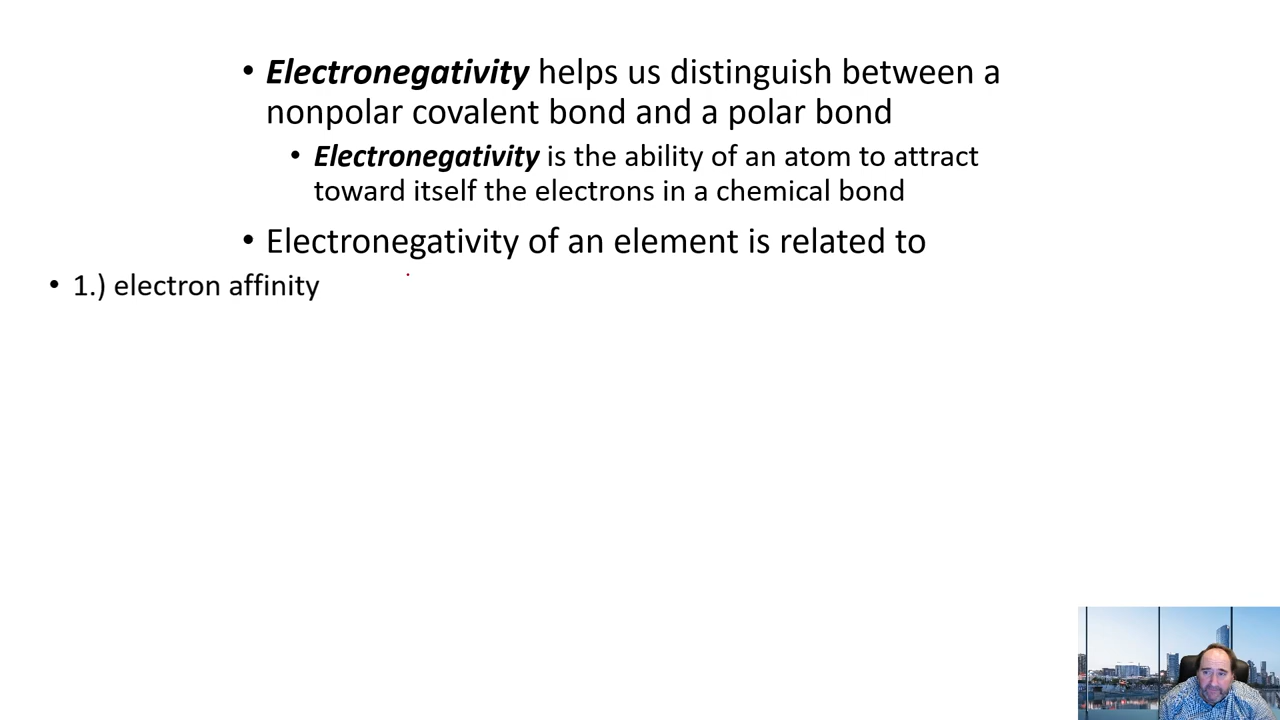 • Electronegativity helps us distinguish between a
nonpolar covalent bond and a polar bond
• Electronegativity is the ability of an atom to attract
toward itself the electrons in a chemical bond
• Electronegativity of an element is related to
• 1.) electron affinity